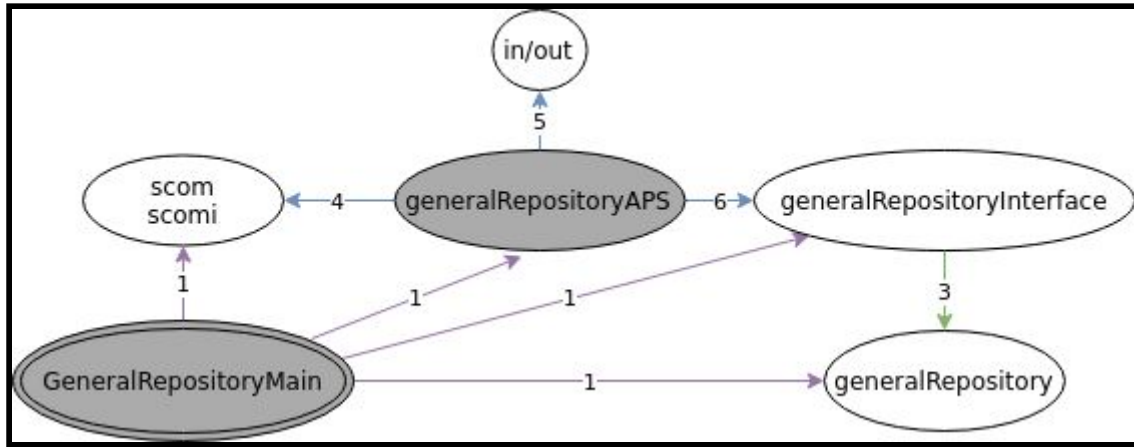 in/out
5
scom
scomi
4
generalRepositoryAPS
6
generalRepositoryInterface
1
1
1
3
GeneralRepositoryMain
1
generalRepository